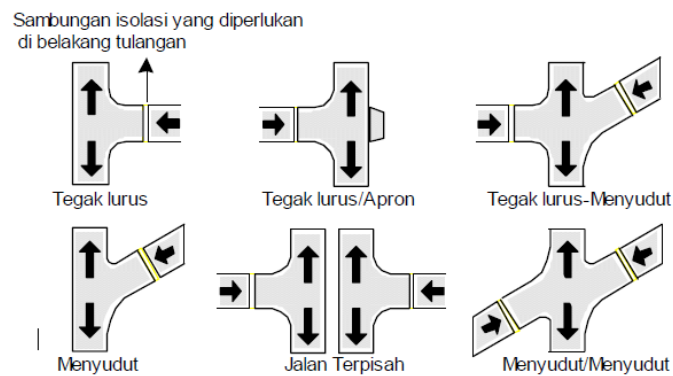 Sambungan isolasi yang diperlukan
di belakang tulangan
Tegak lurus
Tegak lurus/Apron
Tegak lurus-Menyudut
Menyudut
Jalan Terpisah
Menyudut/Menyudut